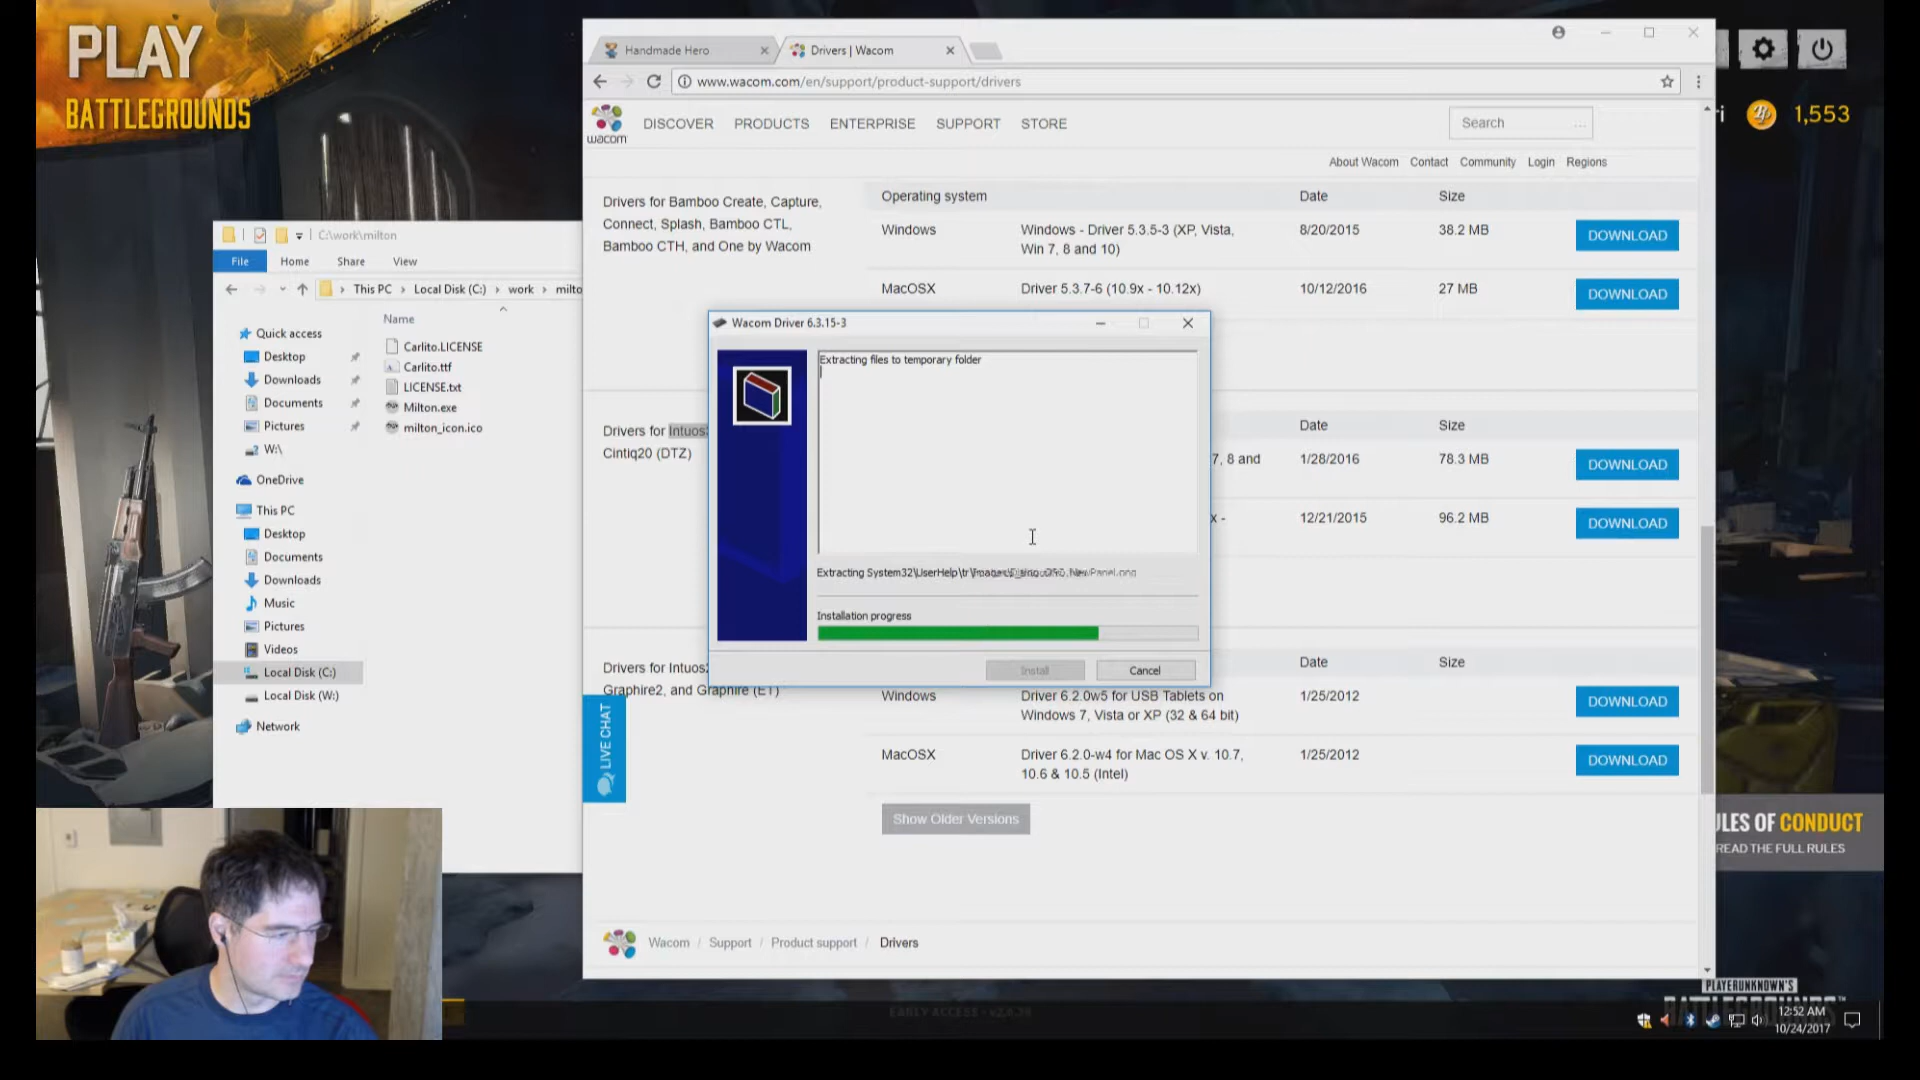 PLAY
BATTLEGROUNDS
Handmade Hero
Drivers | Wacom
www.wacom.com/en/support/product-support/drivers
1,553
wacom
DISCOVER
PRODUCTS
ENTERPRISE
SUPPORT
STORE
Search
...
About Wacom
Contact
Community
Login
Regions
Drivers for Bamboo Create, Capture,
Connect, Splash, Bamboo CTL,
Bamboo CTH, and One by Wacom
Operating system
Date
Size
Windows
Windows - Driver 5.3.5-3 (XP, Vista,
Win 7, 8 and 10)
8/20/2015
38.2 MB
DOWNLOAD
MacOSX
Driver 5.3.7-6 (10.9x - 10.12x)
10/12/2016
27 MB
DOWNLOAD
C:\work\milton
File
Home
Share
View
This PC
Local Disk (C:)
work
milto
Name
Quick access
Desktop
Downloads
Documents
Pictures
W:\
OneDrive
This PC
Desktop
Documents
Downloads
Music
Pictures
Videos
Local Disk (C:)
Local Disk (W:)
Network
Carlito.LICENSE
Carlito.ttf
LICENSE.txt
Milton.exe
milton_icon.ico
Wacom Driver 6.3.15-3
Extracting files to temporary folder
Installation progress
Install
Cancel
Drivers for Intuos
Cintiq20 (DTZ)
Date
Size
7, 8 and
1/28/2016
78.3 MB
DOWNLOAD
x -
12/21/2015
96.2 MB
DOWNLOAD
Drivers for Intuos
Graphire2, and Graphire (ET)
Date
Size
Windows
Driver 6.2.0w5 for USB Tablets on
Windows 7, Vista or XP (32 & 64 bit)
1/25/2012
DOWNLOAD
MacOSX
Driver 6.2.0-w4 for Mac OS X v. 10.7,
10.6 & 10.5 (Intel)
1/25/2012
DOWNLOAD
LIVE CHAT
Show Older Versions
Wacom / Support / Product support / Drivers
ULES OF CONDUCT
READ THE FULL RULES
PLAYERUNKNOWN'S
BATTLEGROUNDS
12:52 AM
10/24/2017